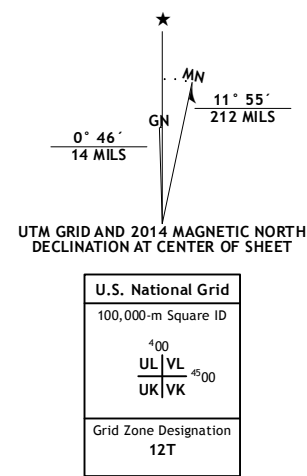 ★
MN
GN
11° 55´
212 MILS
0° 46´
14 MILS
UTM GRID AND 2014 MAGNETIC NORTH
DECLINATION AT CENTER OF SHEET
U.S. National Grid
100,000-m Square ID
⁴00
UL VL
⁴⁵00
UK VK
Grid Zone Designation
12T